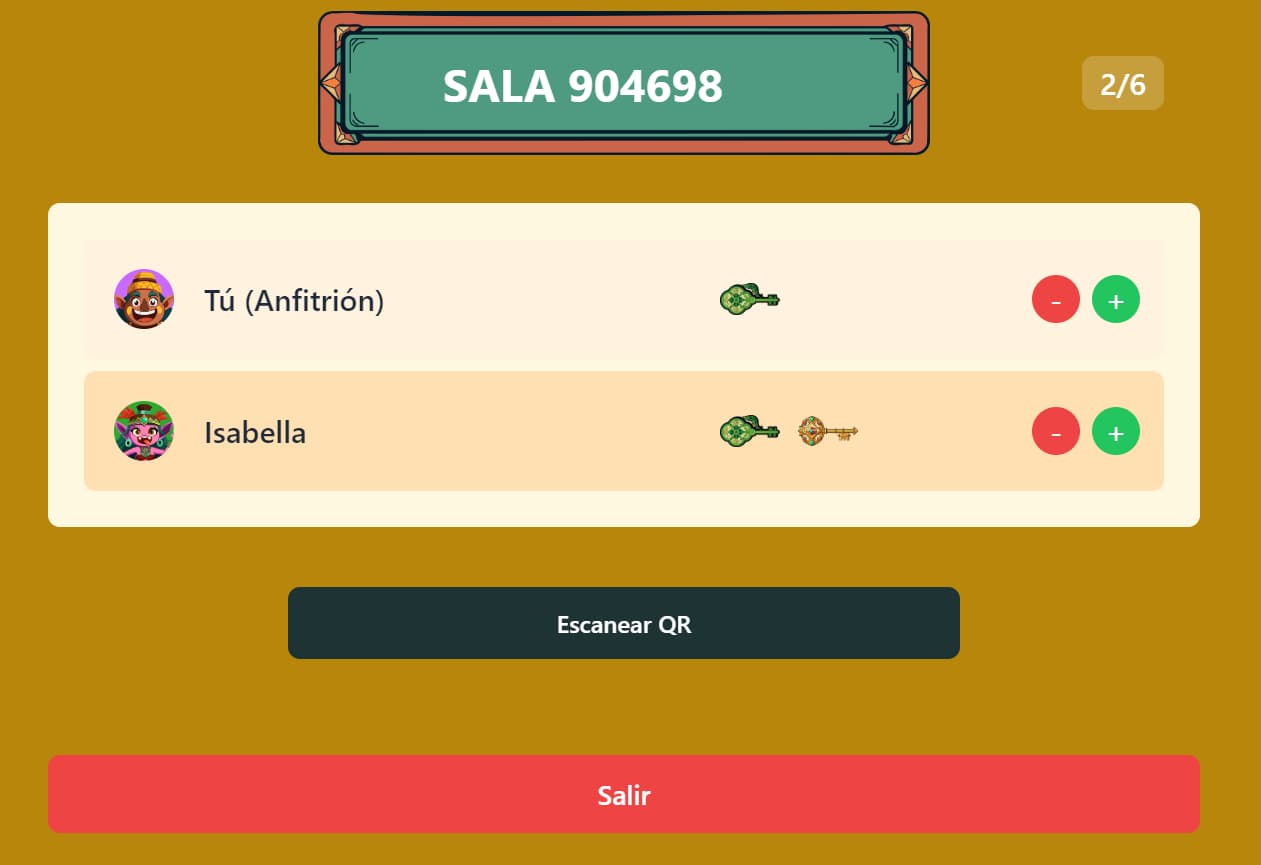 SALA 904698
2/6
Tú (Anfitrión)
- +
Isabella
- +
Escanear QR
Salir